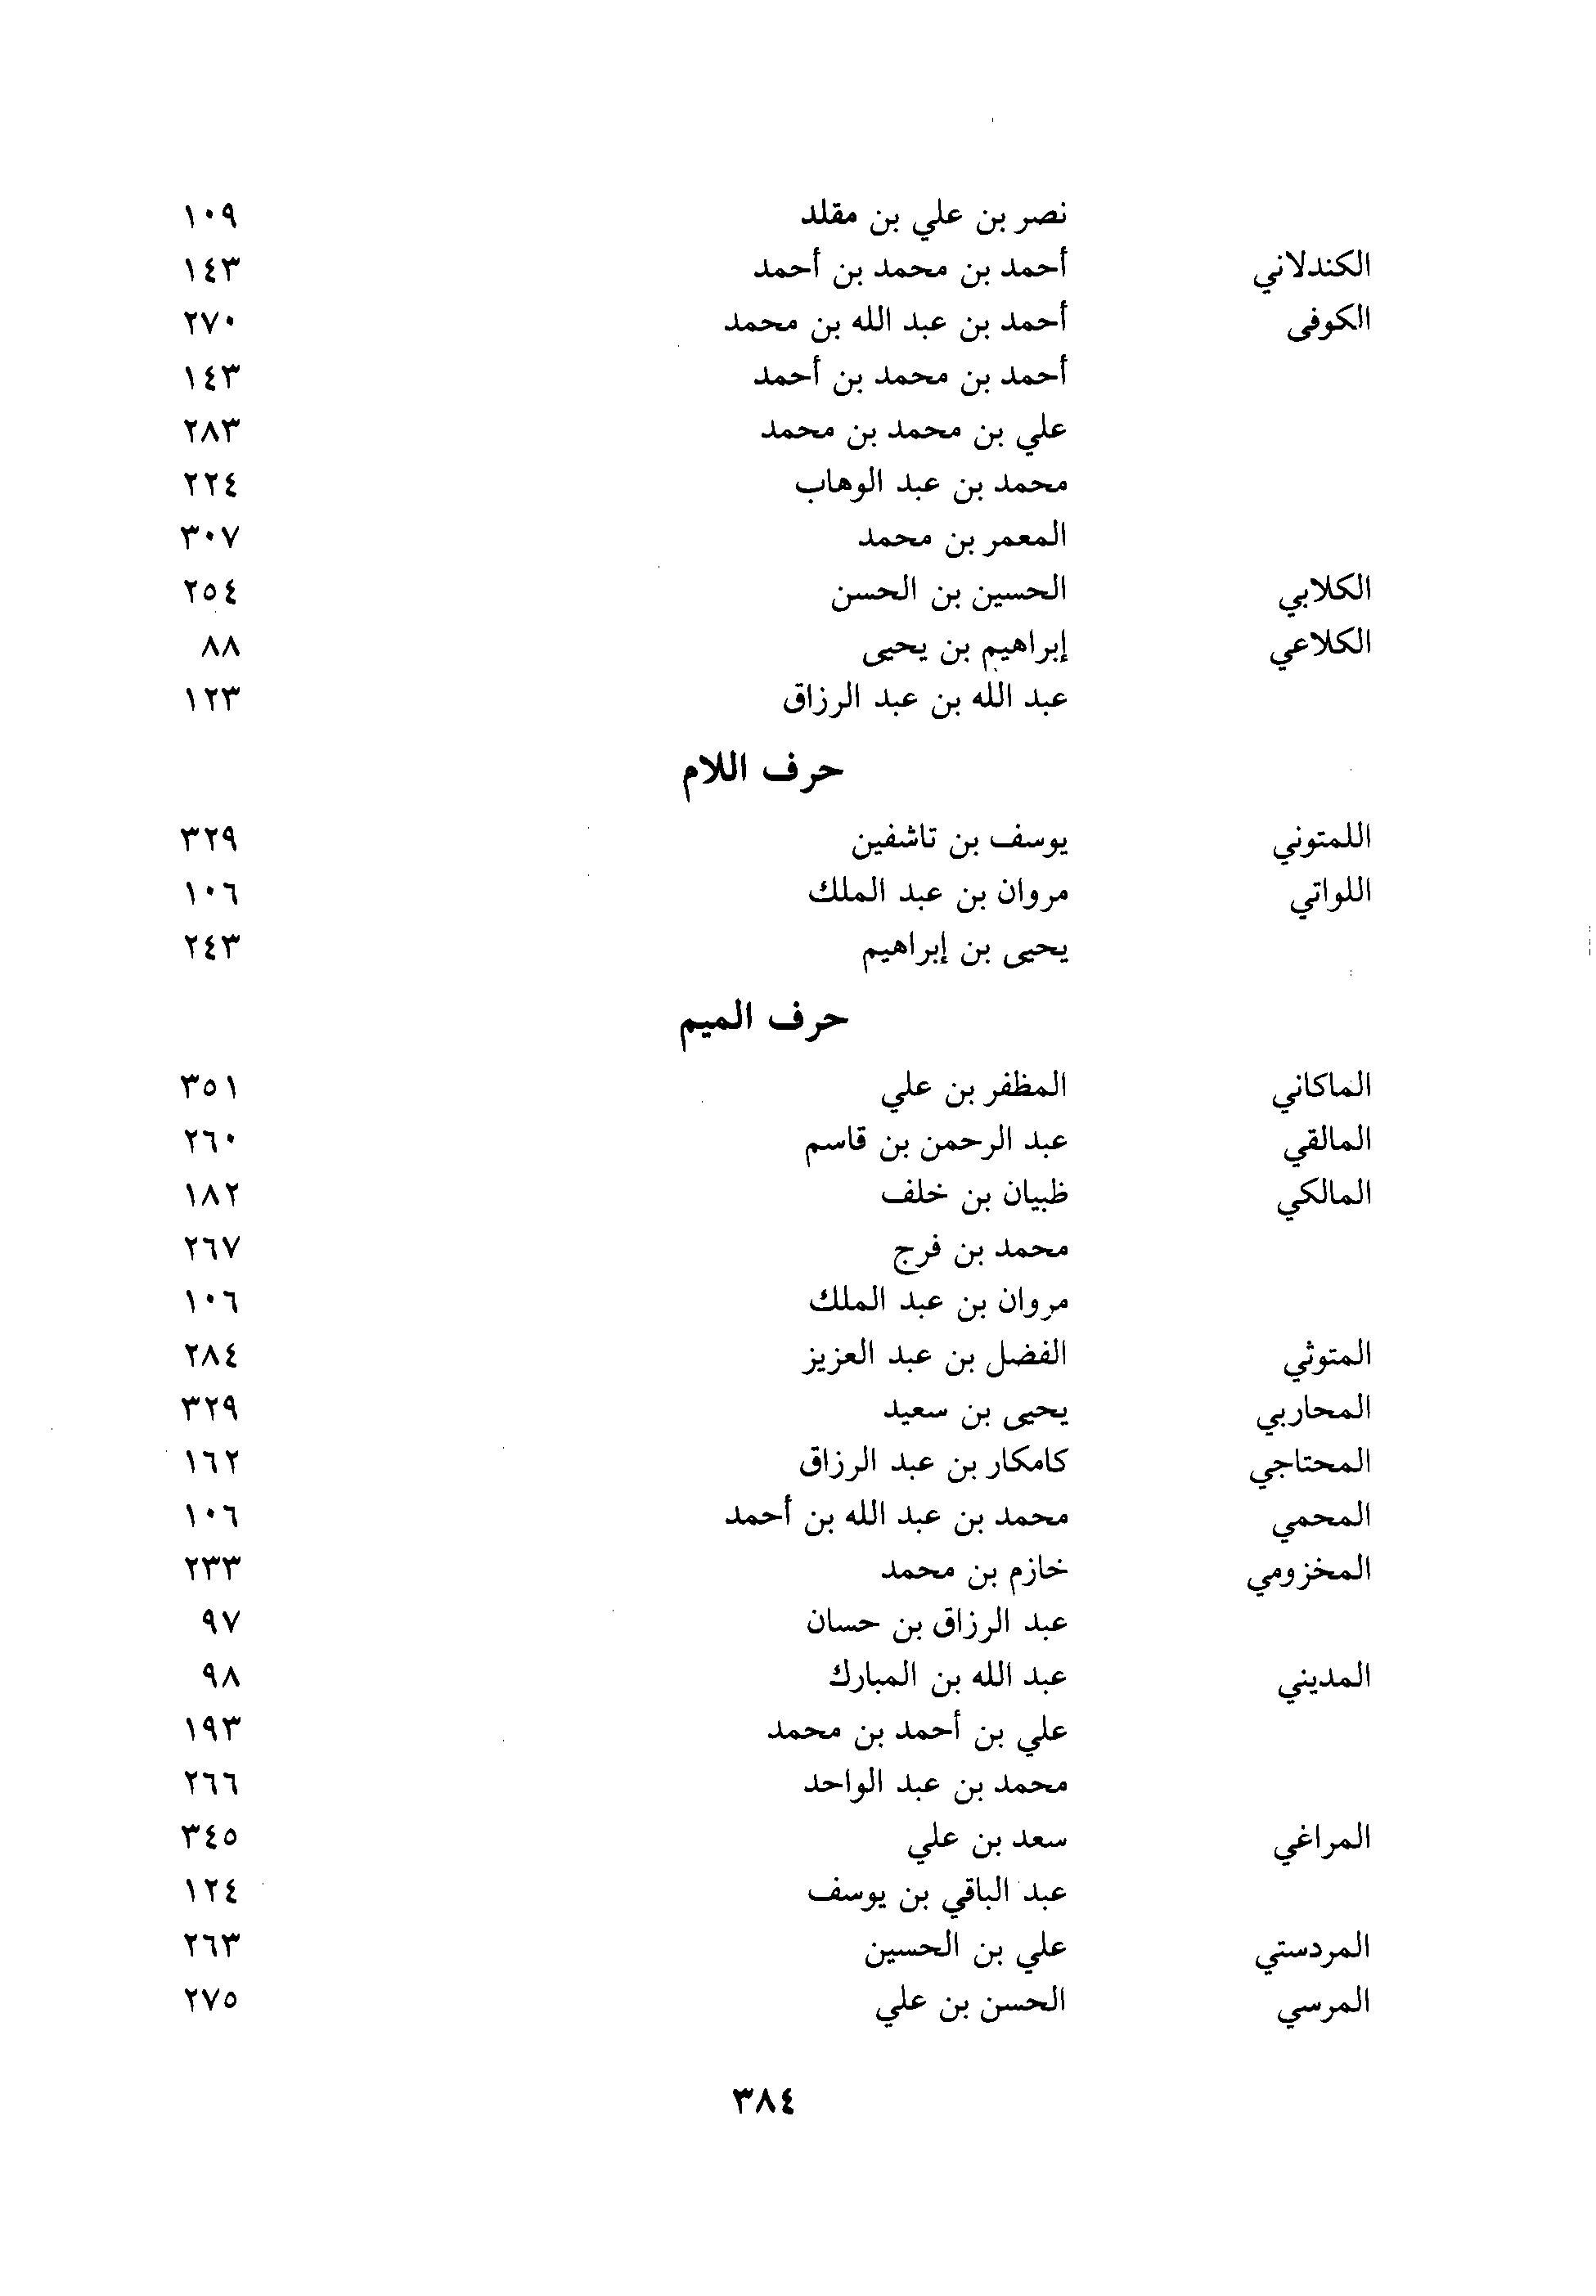 نصر بن علي بن مقلد ١٠٩
الكندلاني أحمد بن محمد بن أحمد ١٤٣
الكوفى أحمد بن عبد الله بن محمد ٢٧٠
أحمد بن محمد بن أحمد ١٤٣
علي بن محمد بن محمد ٢٨٣
محمد بن عبد الوهاب ٢٢٤
المعمر بن محمد ٣٠٧
الكلابي الحسين بن الحسن ٢٥٤
الكلاعي إبراهيم بن يحيى ٨٨
عبد الله بن عبد الرزاق ١٢٣
حرف اللام
اللمتوني يوسف بن تاشفين ٣٢٩
اللواتي مروان بن عبد الملك ١٠٦
يحيى بن إبراهيم ٢٤٣
حرف الميم
الماكاني المظفر بن علي ٣٥١
المالقي عبد الرحمن بن قاسم ٢٦٠
المالكي ظبيان بن خلف ١٨٢
محمد بن فرج ٢٦٧
مروان بن عبد الملك ١٠٦
المتوثي الفضل بن عبد العزيز ٢٨٤
المحاربي يحيى بن سعيد ٣٢٩
المحتاجي كامكار بن عبد الرزاق ١٦٢
المحمي محمد بن عبد الله بن أحمد ١٠٦
المخزومي خازم بن محمد ٢٣٣
عبد الرزاق بن حسان ٩٧
المديني عبد الله بن المبارك ٩٨
علي بن أحمد بن محمد ١٩٣
محمد بن عبد الواحد ٢٦٦
المراغي سعد بن علي ٣٤٥
عبد الباقي بن يوسف ١٢٤
المردستي علي بن الحسين ٢٦٣
المرسي الحسن بن علي ٢٧٥
٣٨٤